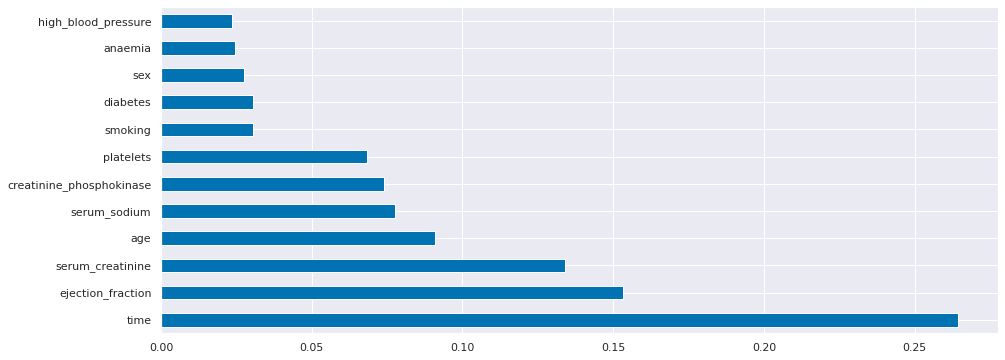 high_blood_pressure
anaemia
sex
diabetes
smoking
platelets
creatinine_phosphokinase
serum_sodium
age
serum_creatinine
ejection_fraction
time
0.00 0.05 0.10 0.15 0.20 0.25